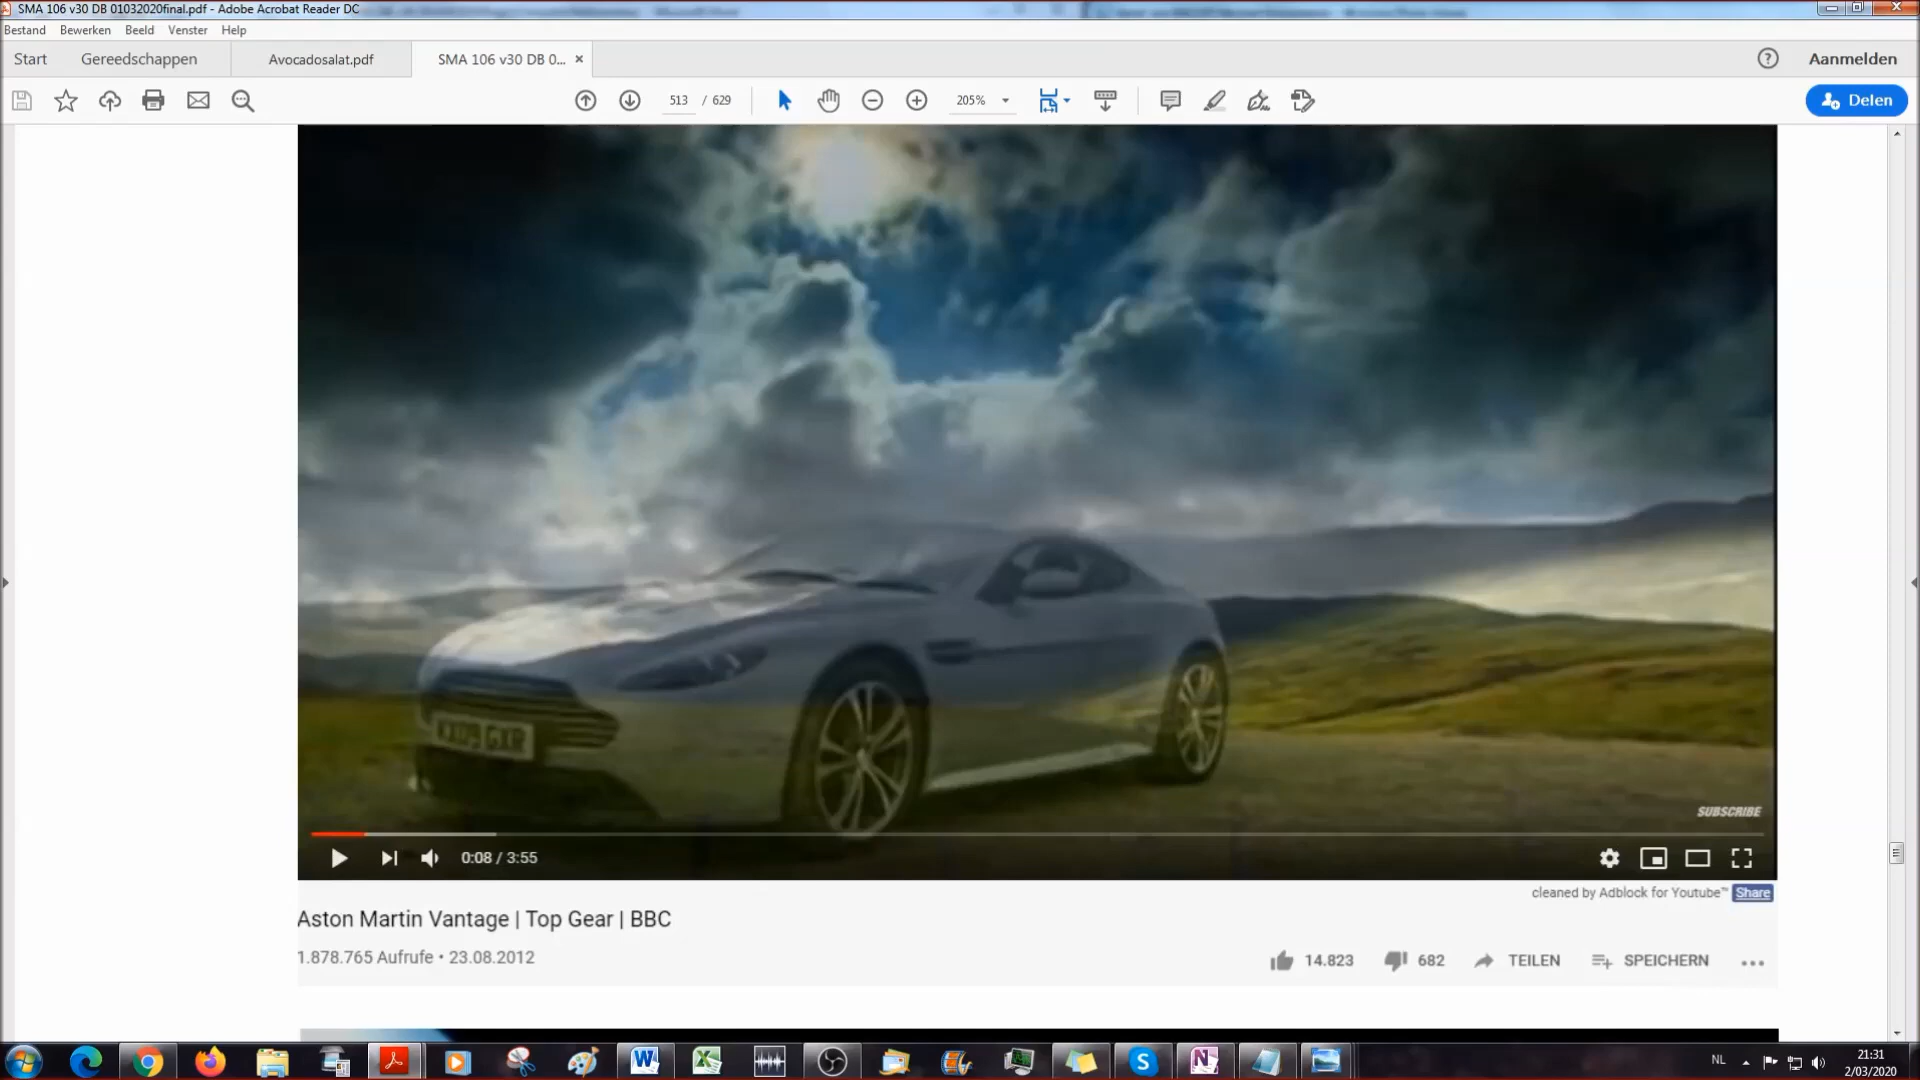 SMA 106 v30 DB 01032020final.pdf - Adobe Acrobat Reader DC
Bestand Bewerken Beeld Venster Help
Start Gereedschappen Avocadosalat.pdf SMA 106 v30 DB 0... Aanmelden
513 / 629 205% Delen
KX09 GXR
SUBSCRIBE
0:08 / 3:55
cleaned by Adblock for Youtube™ Share
Aston Martin Vantage | Top Gear | BBC
1.878.765 Aufrufe • 23.08.2012
14.823 682 TEILEN SPEICHERN
NL 21:31
2/03/2020